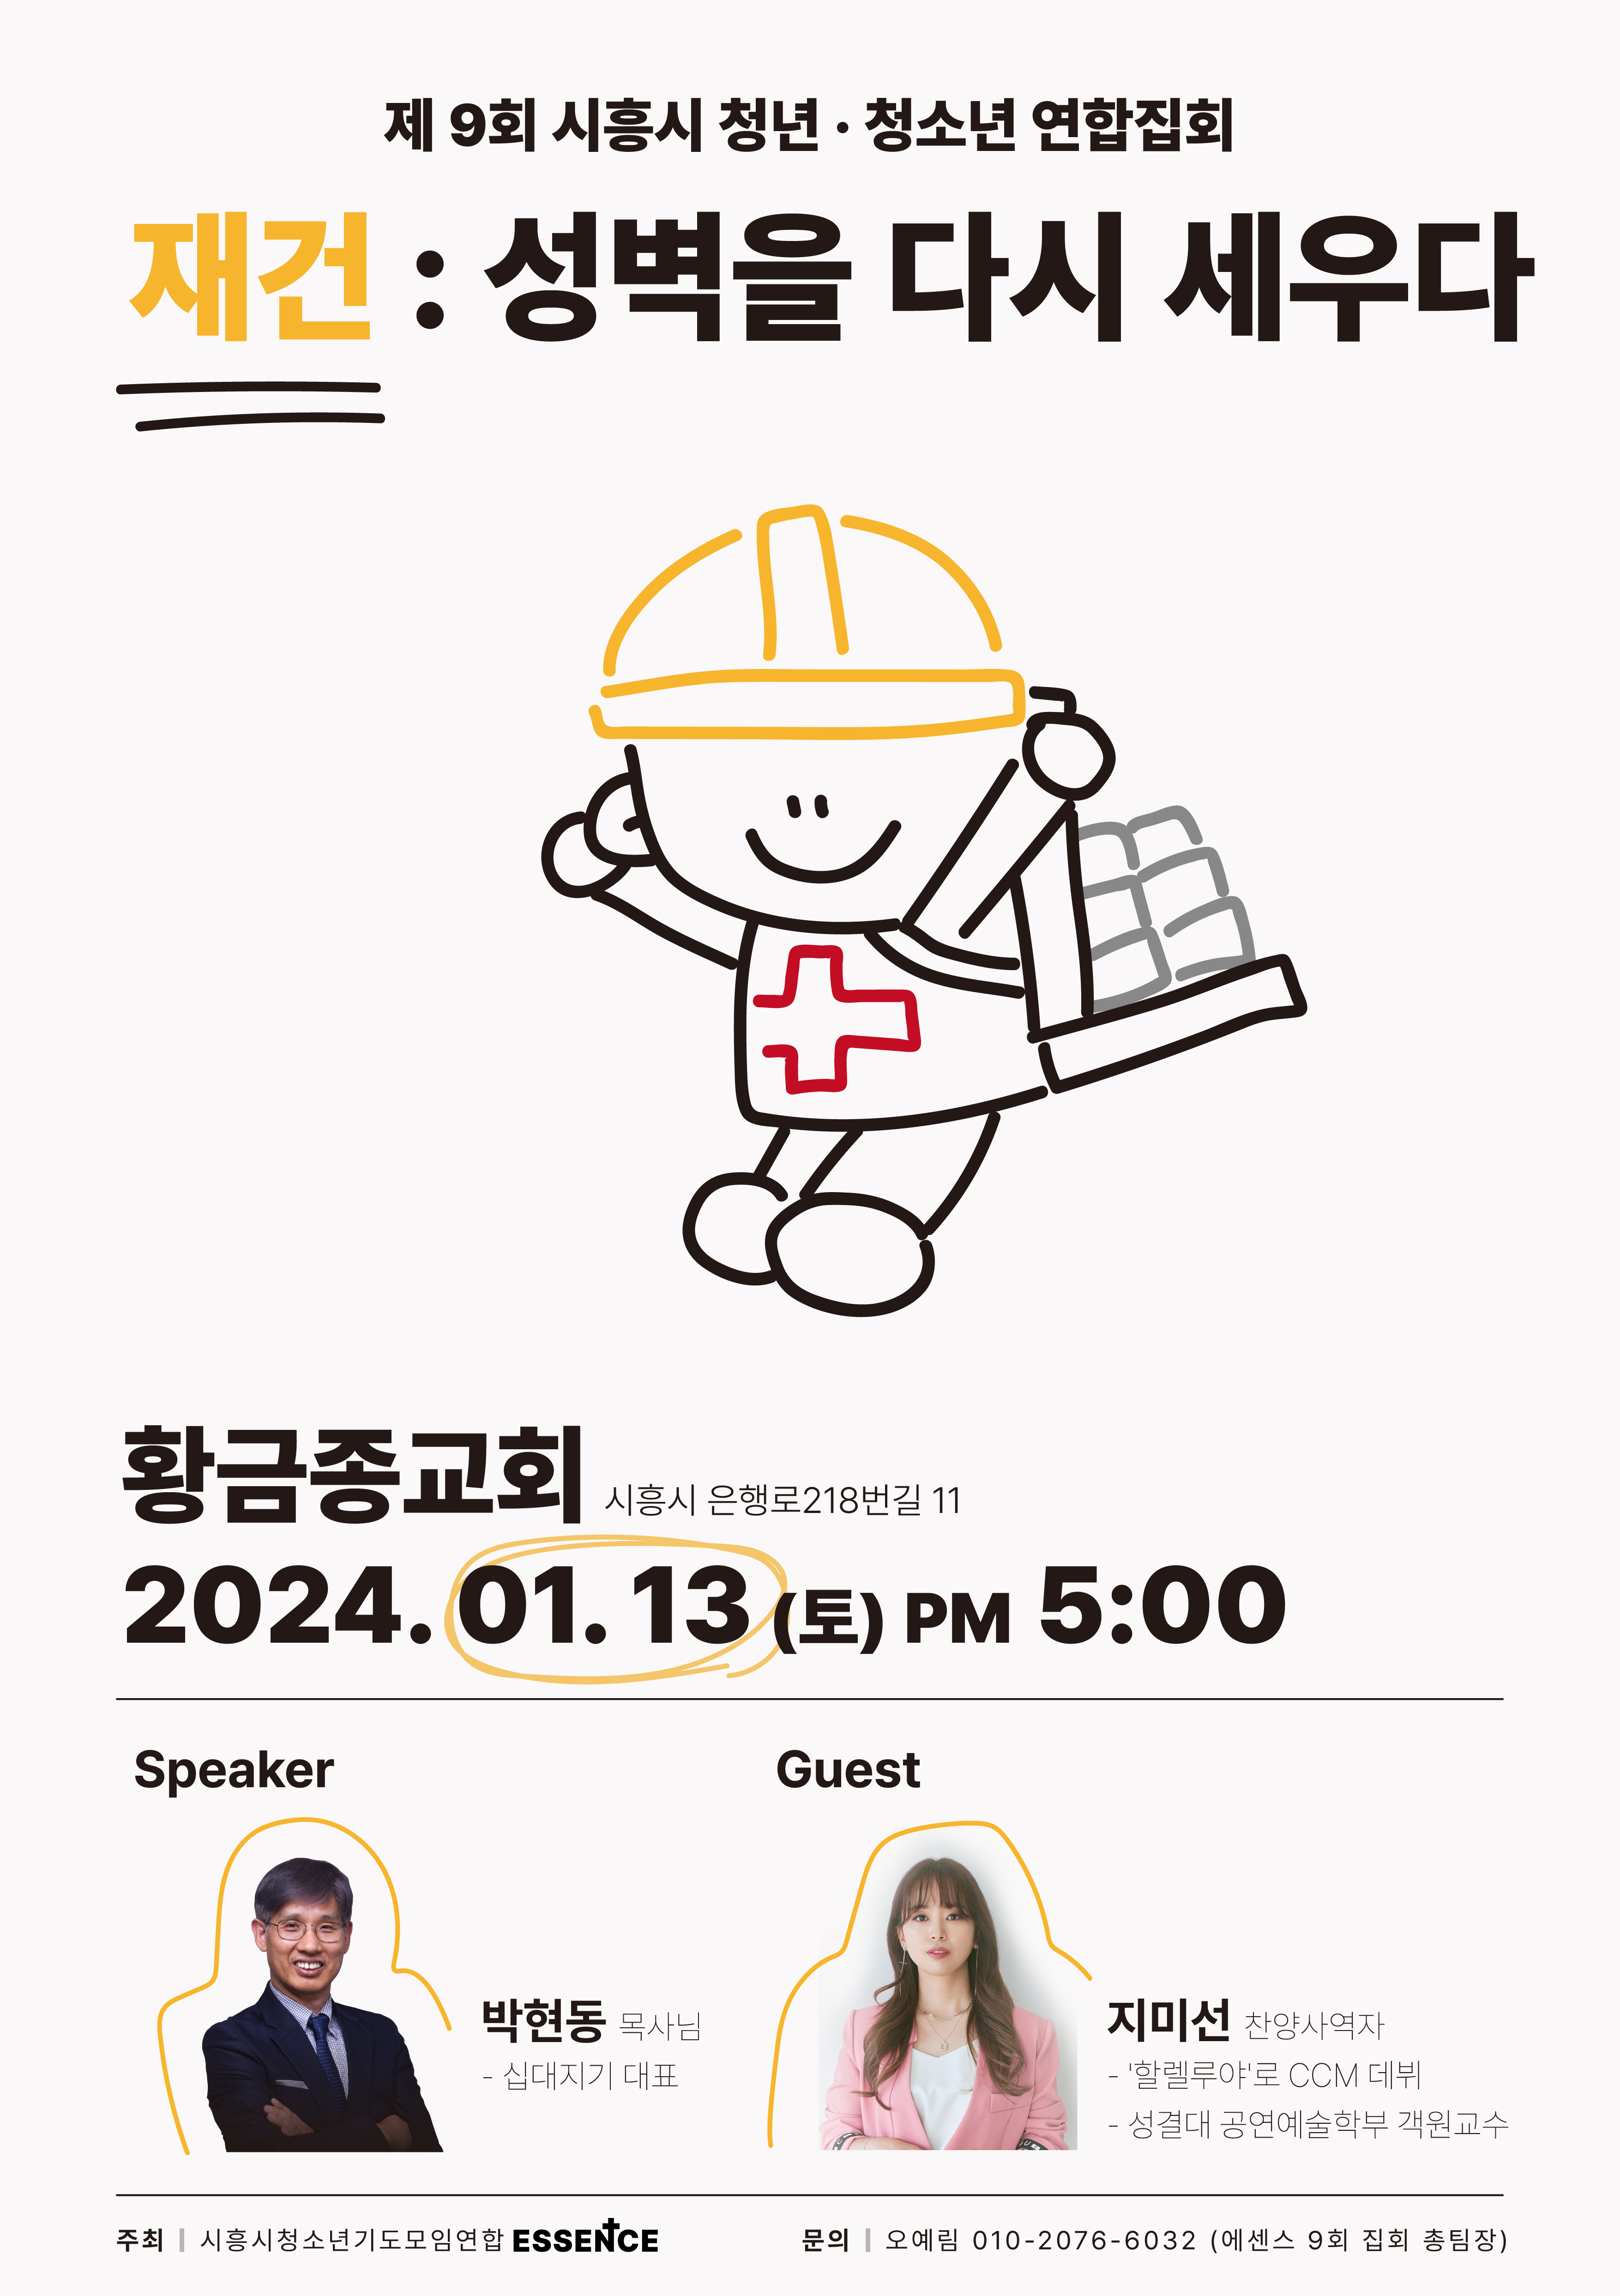 제 9회 시흥시 청년 · 청소년 연합집회
재건 : 성벽을 다시 세우다
황금종교회 시흥시 은행로218번길 11
2024. 01. 13 (토) PM 5:00
Speaker
박현동 목사님
- 십대지기 대표
Guest
지미선 찬양사역자
- '할렐루야'로 CCM 데뷔
- 성결대 공연예술학부 객원교수
주최 | 시흥시청소년기도모임연합 ESSENCE
문의 | 오예림 010-2076-6032 (에센스 9회 집회 총팀장)